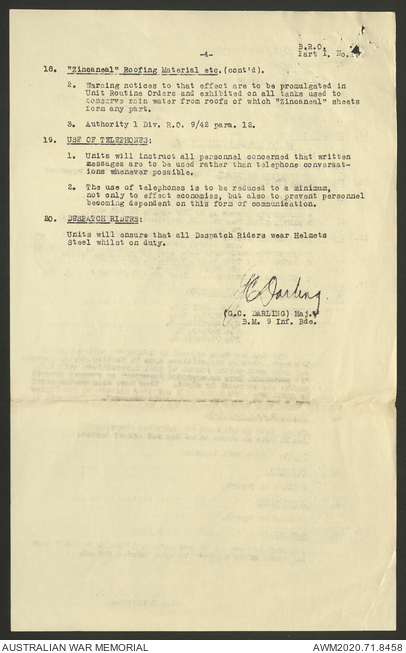 -4-
B.R.O.
Part 1, No.
18. "Zincaneal" Roofing Material etc.(cont'd).
2. Warning notices to that effect are to be promulgated in
Unit Routine Orders and exhibited on all tanks used to
conserve rain water from roofs of which "Zincaneal" sheets
form any part.
3. Authority 1 Div. R.O. 9/42 para. 12.
19. USE OF TELEPHONES:
1. Units will instruct all personnel concerned that written
messages are to be used rather than telephone conversat-
ions whenever possible.
2. The use of telephones is to be reduced to a minimum,
not only to effect economies, but also to prevent personnel
becoming dependent on this form of communication.
20. DESPATCH RIDERS:
Units will ensure that all Despatch Riders wear Helmets
Steel whilst on duty.
G C Darling.
(G.C. DARLING) Maj.
B.M. 9 Inf. Bde.
AUSTRALIAN WAR MEMORIAL
AWM2020.71.8458